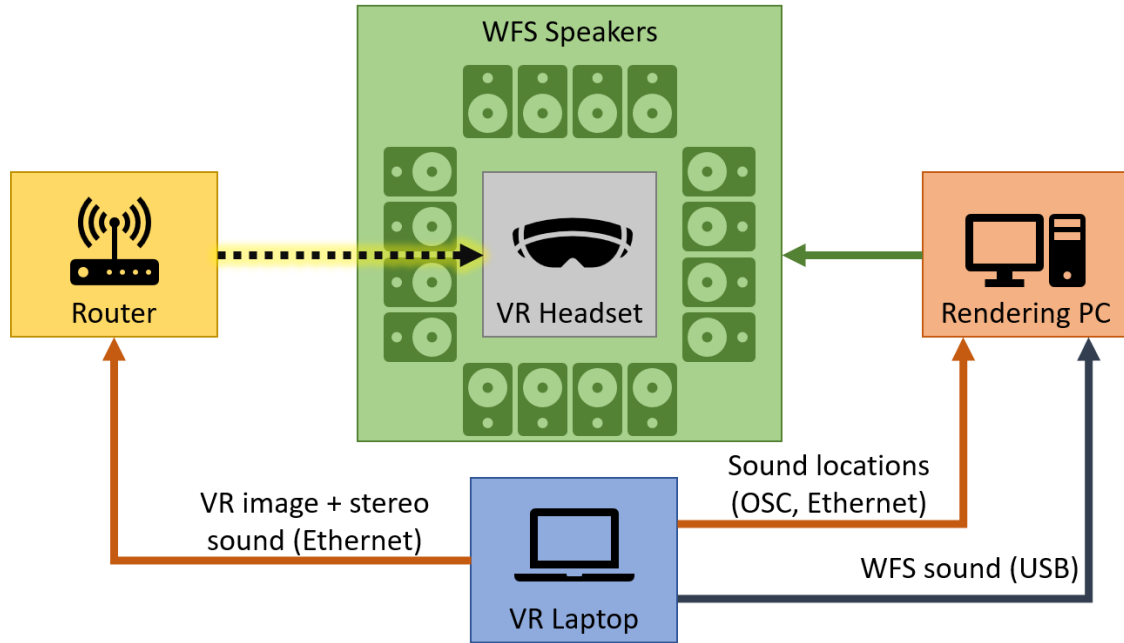 WFS Speakers
Router
VR Headset
Rendering PC
VR image + stereo
sound (Ethernet)
Sound locations
(OSC, Ethernet)
WFS sound (USB)
VR Laptop